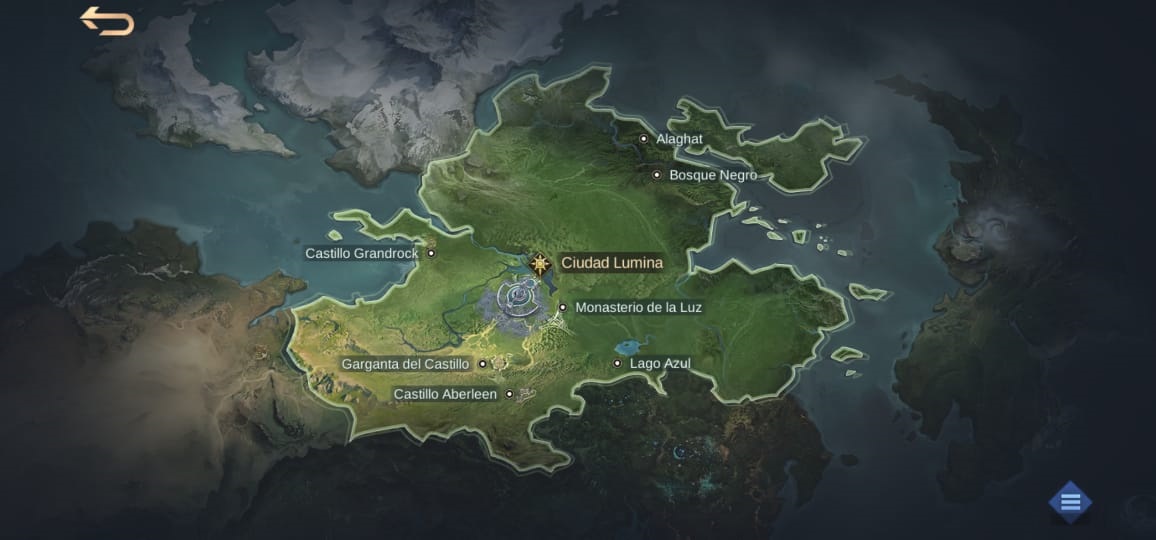 Alaghat
Bosque Negro
Castillo Grandrock
Ciudad Lumina
Monasterio de la Luz
Garganta del Castillo
Lago Azul
Castillo Aberleen